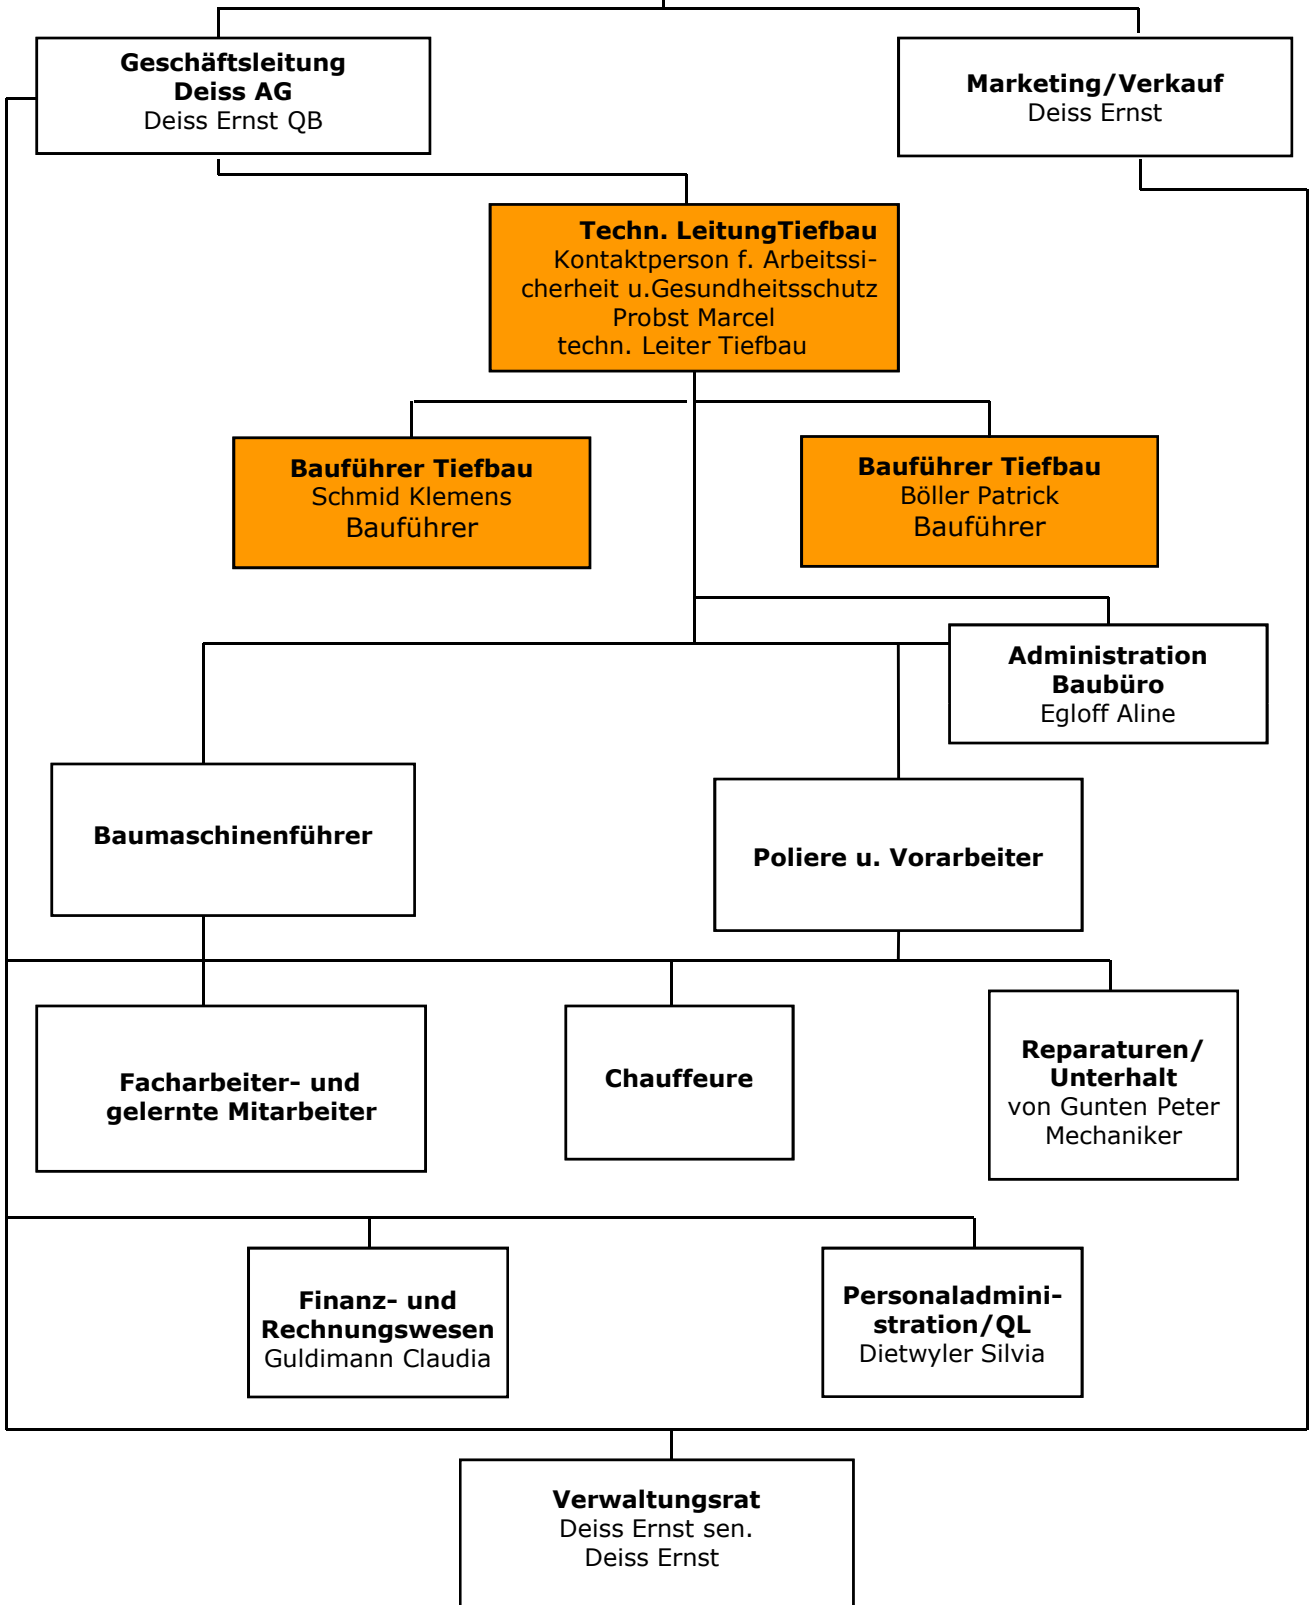 Geschäftsleitung
Deiss AG
Deiss Ernst QB
Marketing/Verkauf
Deiss Ernst
Techn. LeitungTiefbau
Kontaktperson f. Arbeitssi-
cherheit u.Gesundheitsschutz
Probst Marcel
techn. Leiter Tiefbau
Bauführer Tiefbau
Schmid Klemens
Bauführer
Bauführer Tiefbau
Böller Patrick
Bauführer
Administration
Baubüro
Egloff Aline
Baumaschinenführer
Poliere u. Vorarbeiter
Facharbeiter- und
gelernte Mitarbeiter
Chauffeure
Reparaturen/
Unterhalt
von Gunten Peter
Mechaniker
Finanz- und
Rechnungswesen
Guldimann Claudia
Personaladmini-
stration/QL
Dietwyler Silvia
Verwaltungsrat
Deiss Ernst sen.
Deiss Ernst